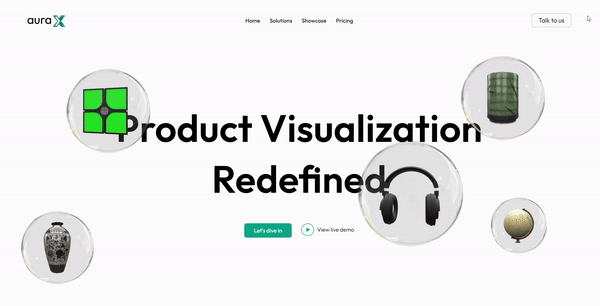 aura X
Home Solutions Showcase Pricing
Talk to us
Product Visualization
Redefined
Let's dive in
View live demo